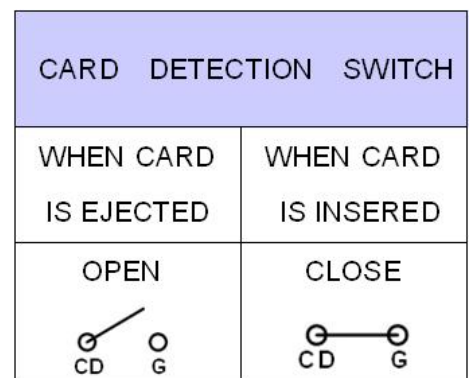 CARD DETECTION SWITCH
WHEN CARD
IS EJECTED
WHEN CARD
IS INSERED
OPEN
CD G
CLOSE
CD G